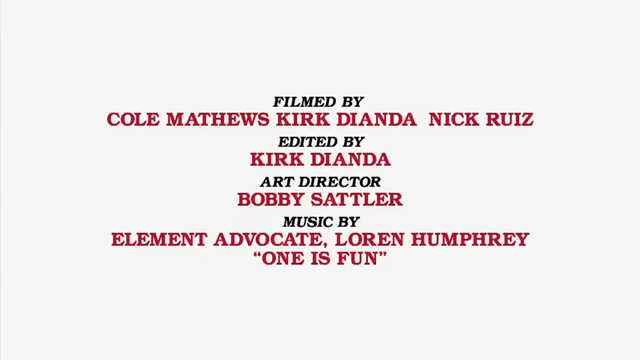 FILMED BY
COLE MATHEWS KIRK DIANDA NICK RUIZ
EDITED BY
KIRK DIANDA
ART DIRECTOR
BOBBY SATTLER
MUSIC BY
ELEMENT ADVOCATE, LOREN HUMPHREY
“ONE IS FUN”